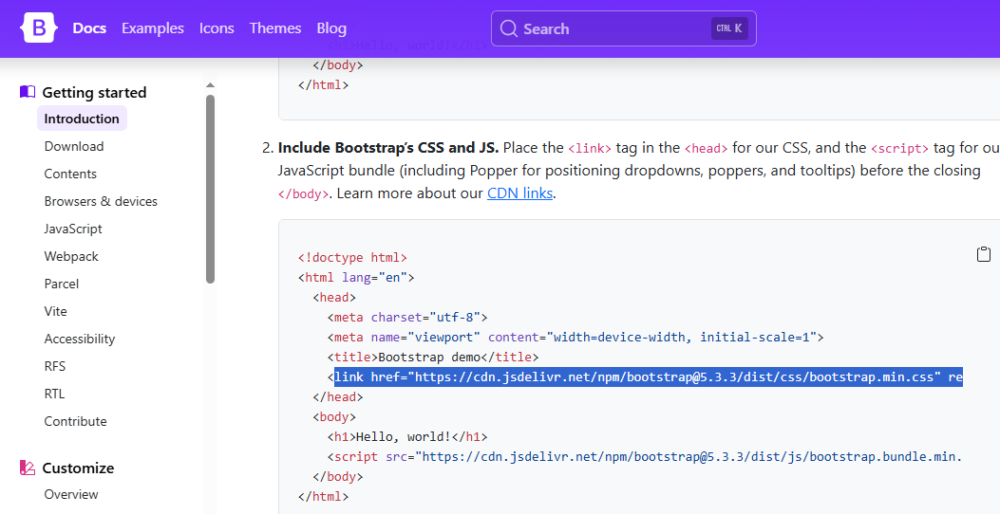 B Docs Examples Icons Themes Blog Search CTRL K
</body>
</html>
Getting started
Introduction
Download
Contents
Browsers & devices
JavaScript
Webpack
Parcel
Vite
Accessibility
RFS
RTL
Contribute
Customize
Overview
2. Include Bootstrap's CSS and JS. Place the <link> tag in the <head> for our CSS, and the <script> tag for ou
JavaScript bundle (including Popper for positioning dropdowns, poppers, and tooltips) before the closing
</body>. Learn more about our CDN links.
<!doctype html>
<html lang="en">
<head>
<meta charset="utf-8">
<meta name="viewport" content="width=device-width, initial-scale=1">
<title>Bootstrap demo</title>
<link href="https://cdn.jsdelivr.net/npm/bootstrap@5.3.3/dist/css/bootstrap.min.css" re
</head>
<body>
<h1>Hello, world!</h1>
<script src="https://cdn.jsdelivr.net/npm/bootstrap@5.3.3/dist/js/bootstrap.bundle.min.
</body>
</html>